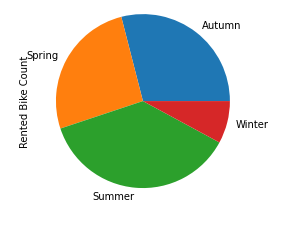 Autumn
Spring
Rented Bike Count
Winter
Summer